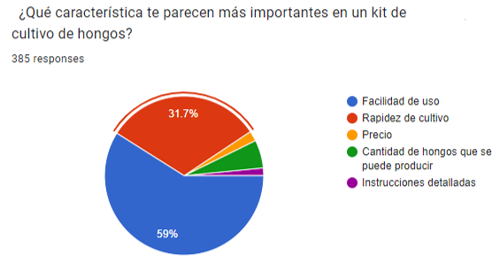 ¿Qué característica te parecen más importantes en un kit de
cultivo de hongos?
385 responses
31.7%
59%
Facilidad de uso
Rapidez de cultivo
Precio
Cantidad de hongos que se
puede producir
Instrucciones detalladas